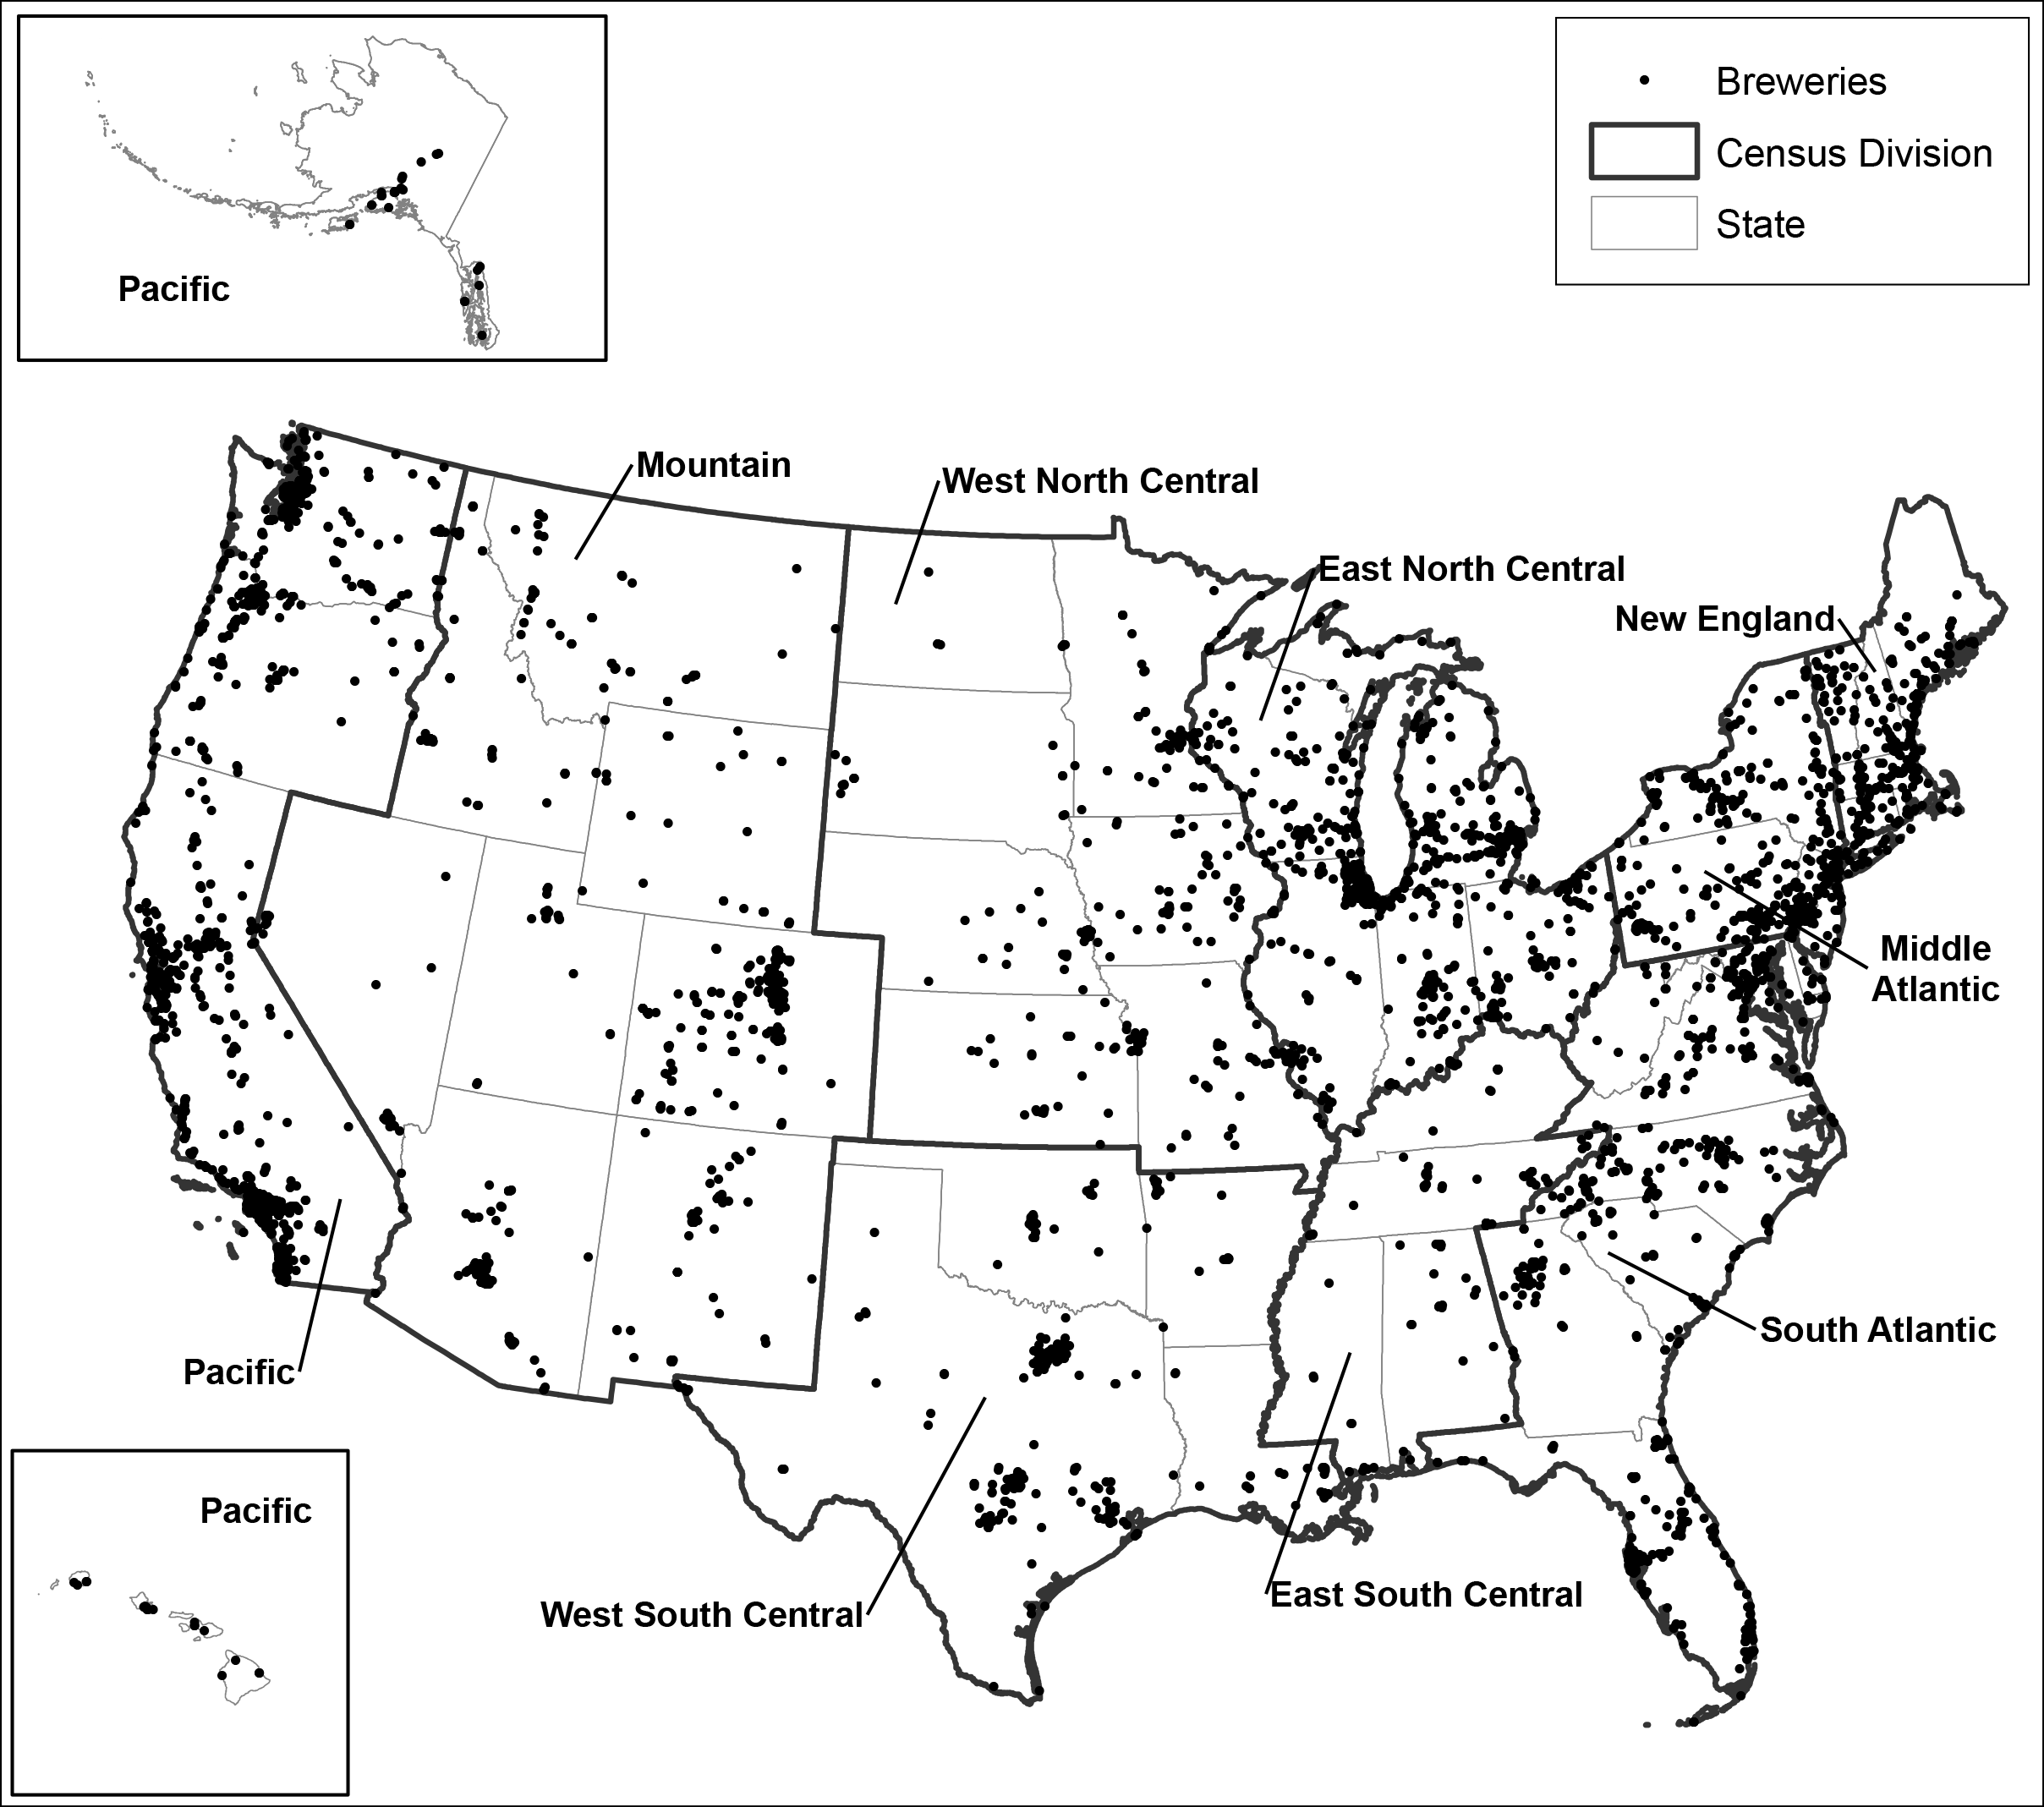 Breweries
Census Division
State
Pacific
Mountain
West North Central
East North Central
New England
Middle
Atlantic
South Atlantic
Pacific
Pacific
East South Central
West South Central